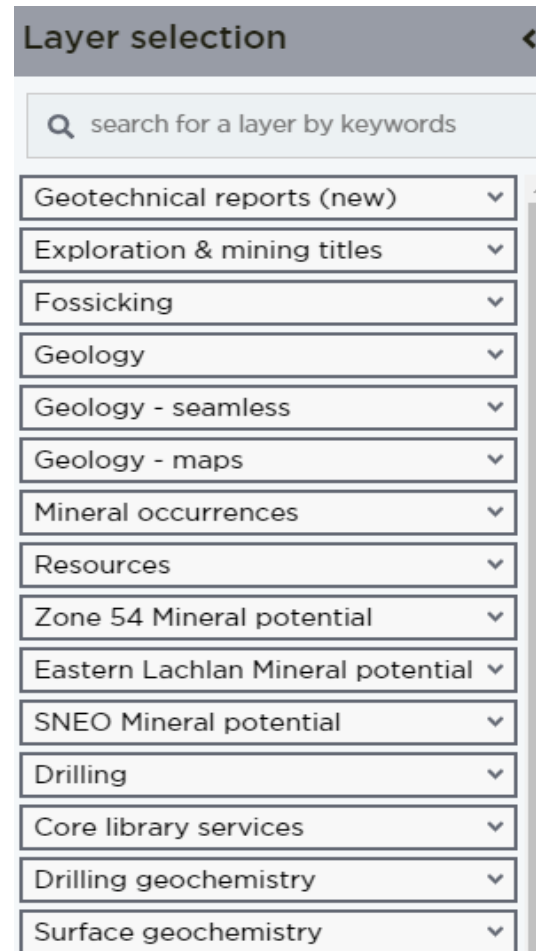 Layer selection
search for a layer by keywords
Geotechnical reports (new)
Exploration & mining titles
Fossicking
Geology
Geology - seamless
Geology - maps
Mineral occurrences
Resources
Zone 54 Mineral potential
Eastern Lachlan Mineral potential
SNEO Mineral potential
Drilling
Core library services
Drilling geochemistry
Surface geochemistry